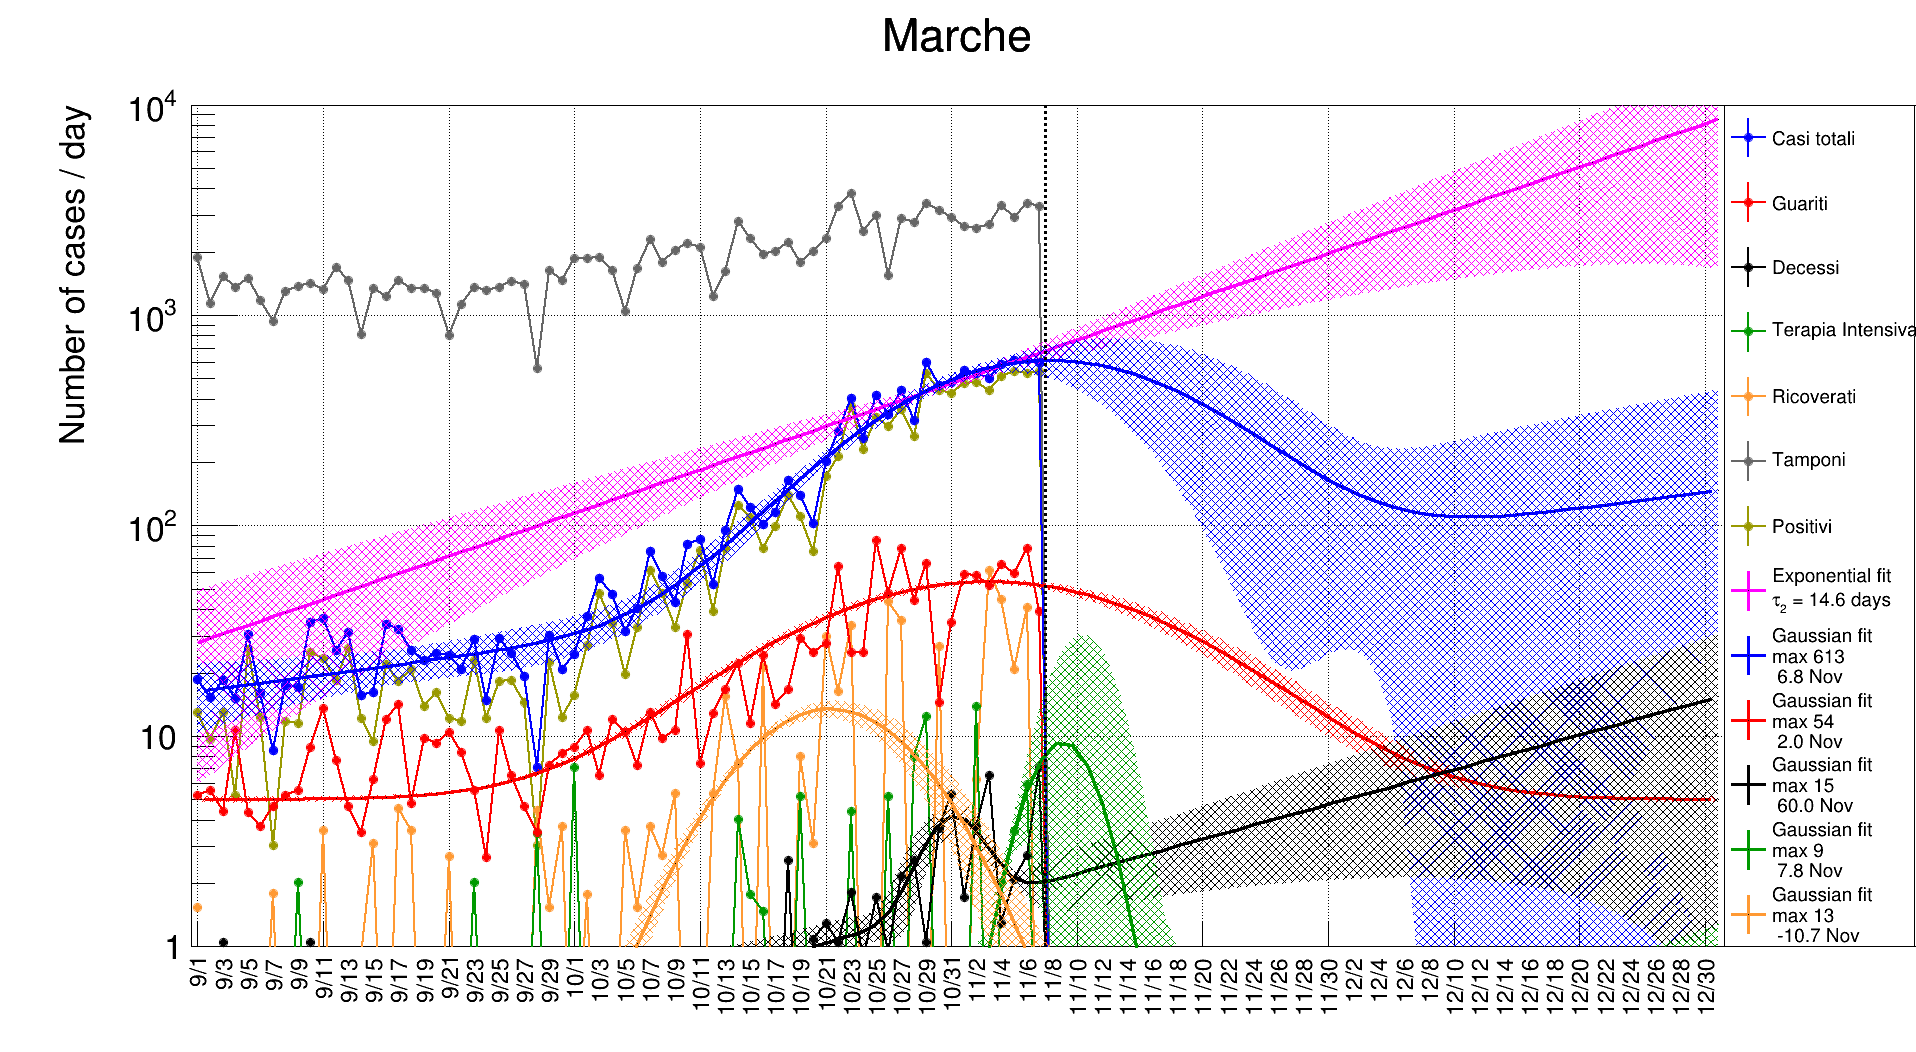 Marche
Number of cases / day
10^4
10^3
10^2
10
1
9/1
9/3
9/5
9/7
9/9
9/11
9/13
9/15
9/17
9/19
9/21
9/23
9/25
9/27
9/29
10/1
10/3
10/5
10/7
10/9
10/11
10/13
10/15
10/17
10/19
10/21
10/23
10/25
10/27
10/29
10/31
11/2
11/4
11/6
11/8
11/10
11/12
11/14
11/16
11/18
11/20
11/22
11/24
11/26
11/28
11/30
12/2
12/4
12/6
12/8
12/10
12/12
12/14
12/16
12/18
12/20
12/22
12/24
12/26
12/28
12/30
Casi totali
Guariti
Decessi
Terapia Intensiva
Ricoverati
Tamponi
Positivi
Exponential fit
τ2 = 14.6 days
Gaussian fit
max 613
6.8 Nov
Gaussian fit
max 54
2.0 Nov
Gaussian fit
max 15
60.0 Nov
Gaussian fit
max 9
7.8 Nov
Gaussian fit
max 13
-10.7 Nov